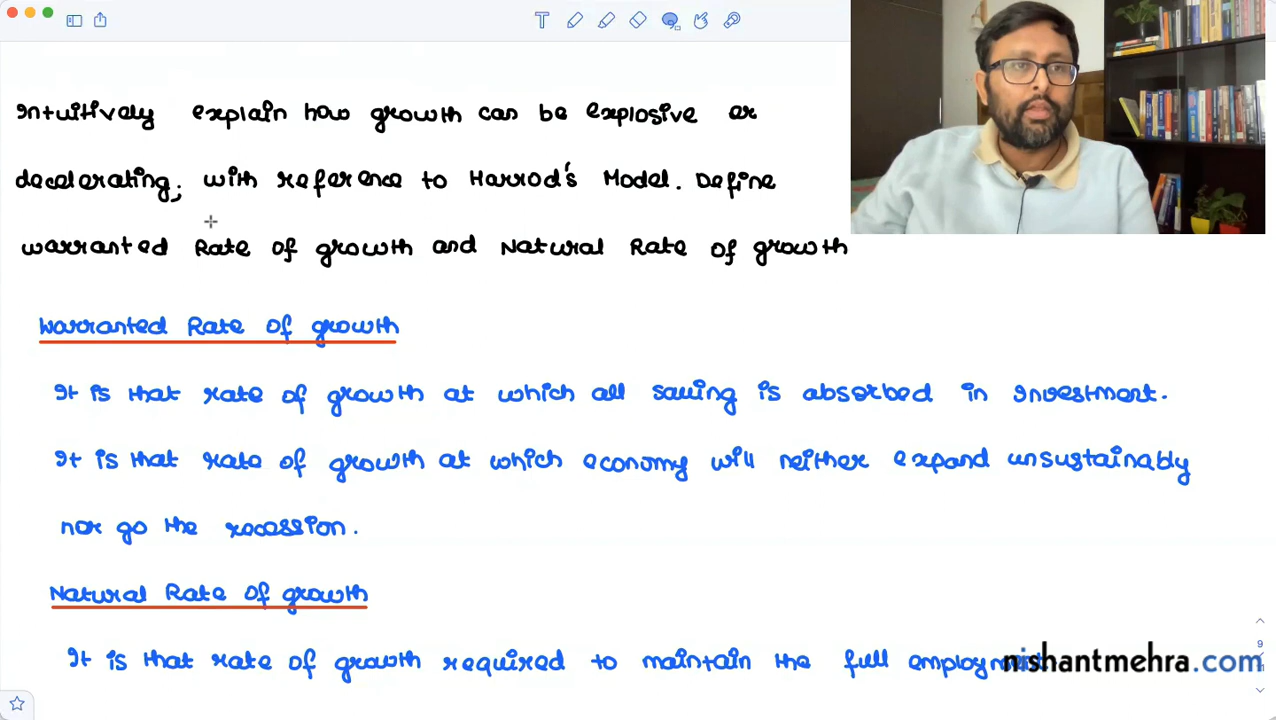 Intuitively explain how growth can be explosive or
decelerating; with reference to Harrod's Model. Define
warranted Rate of growth and Natural Rate of growth
Warranted Rate of growth
It is that rate of growth at which all saving is absorbed in Investment.
It is that rate of growth at which economy will neither expand unsustainably
nor go the recession.
Natural Rate of growth
It is that rate of growth required to maintain the full employment
nishantmehra.com
9